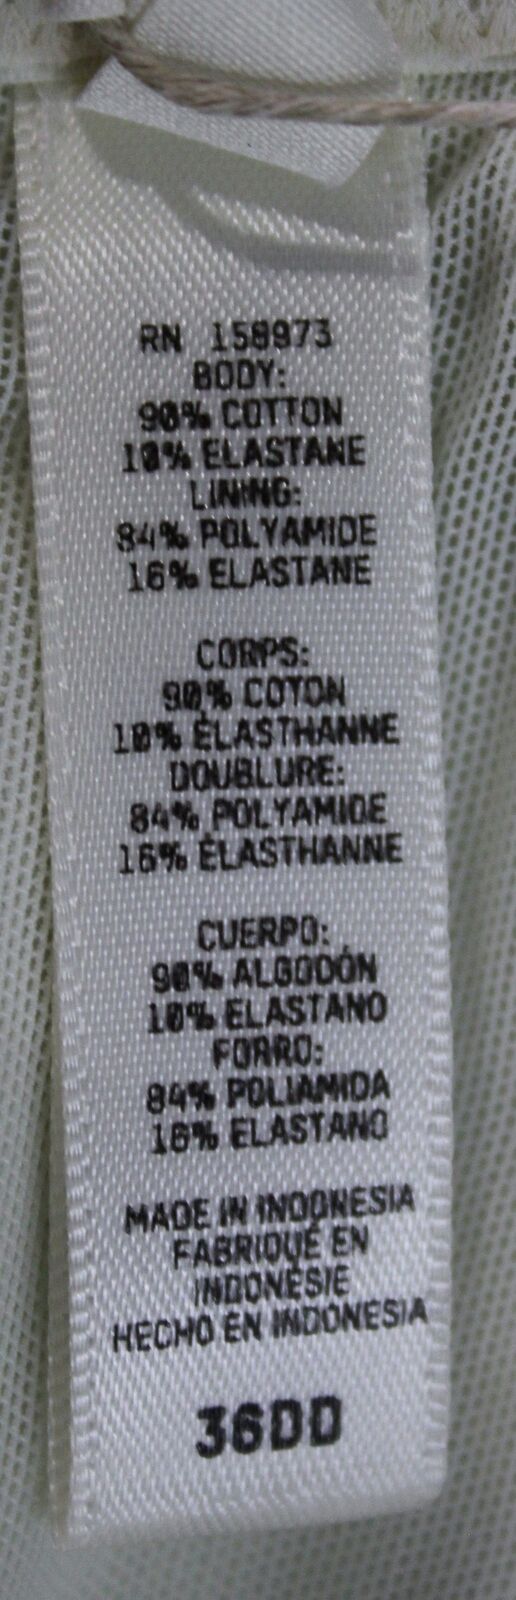 RN 158973
BODY:
90% COTTON
10% ELASTANE
LINING:
84% POLYAMIDE
16% ELASTANE
CORPS:
90% COTON
10% ÉLASTHANNE
DOUBLURE:
84% POLYAMIDE
16% ÉLASTHANNE
CUERPO:
90% ALGODÓN
10% ELASTANO
FORRO:
84% POLIAMIDA
16% ELASTANO
MADE IN INDONESIA
FABRIQUÉ EN
INDONÉSIE
HECHO EN INDONESIA
36DD